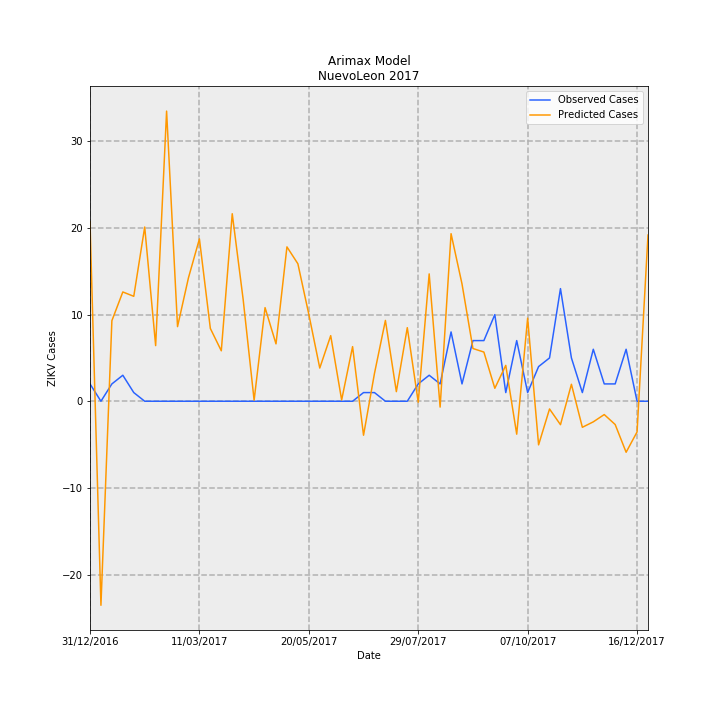 Arimax Model
NuevoLeon 2017
Observed Cases
Predicted Cases
ZIKV Cases
30
20
10
0
−10
−20
31/12/2016
11/03/2017
20/05/2017
29/07/2017
07/10/2017
16/12/2017
Date